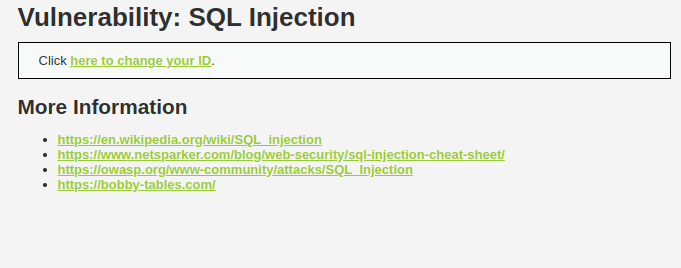 Vulnerability: SQL Injection
Click here to change your ID.
More Information
https://en.wikipedia.org/wiki/SQL_injection
https://www.netsparker.com/blog/web-security/sql-injection-cheat-sheet/
https://owasp.org/www-community/attacks/SQL_Injection
https://bobby-tables.com/